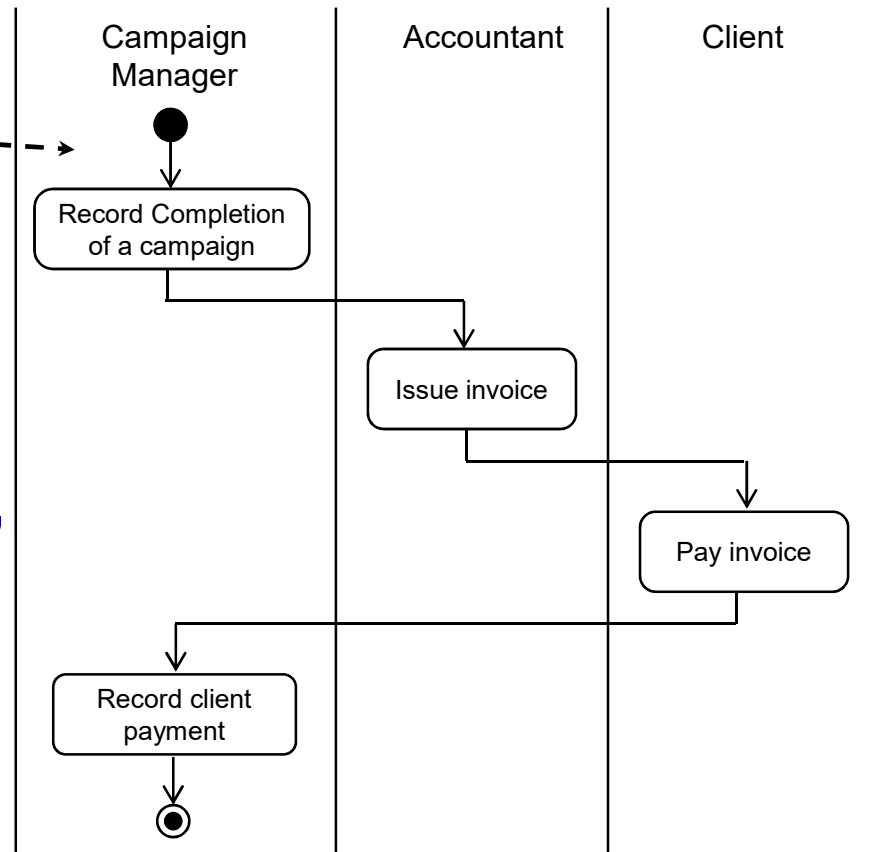 Campaign
Manager
Accountant
Client
Record Completion
of a campaign
Issue invoice
Pay invoice
Record client
payment